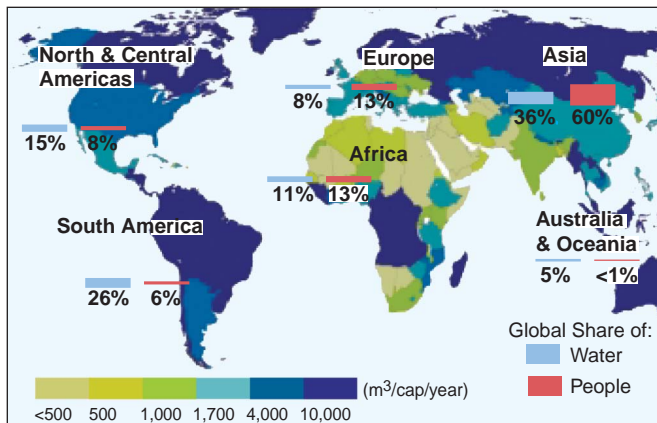 North & Central
Americas
Europe
Asia
8%
13%
36%
60%
15%
8%
Africa
11%
13%
South America
Australia
& Oceania
26%
6%
5%
<1%
Global Share of:
Water
People
(m³/cap/year)
<500
500
1,000
1,700
4,000
10,000